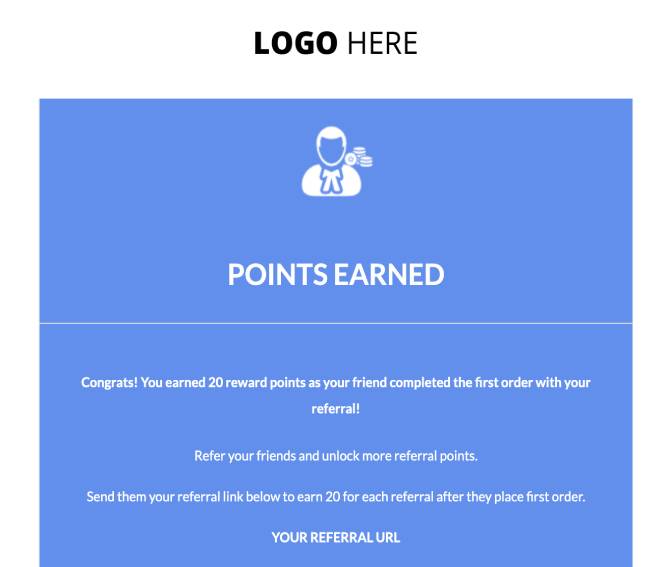 LOGO HERE
POINTS EARNED
Congrats! You earned 20 reward points as your friend completed the first order with your
referral!
Refer your friends and unlock more referral points.
Send them your referral link below to earn 20 for each referral after they place first order.
YOUR REFERRAL URL